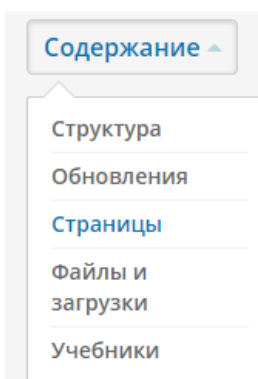 Содержание
Структура
Обновления
Страницы
Файлы и
загрузки
Учебники